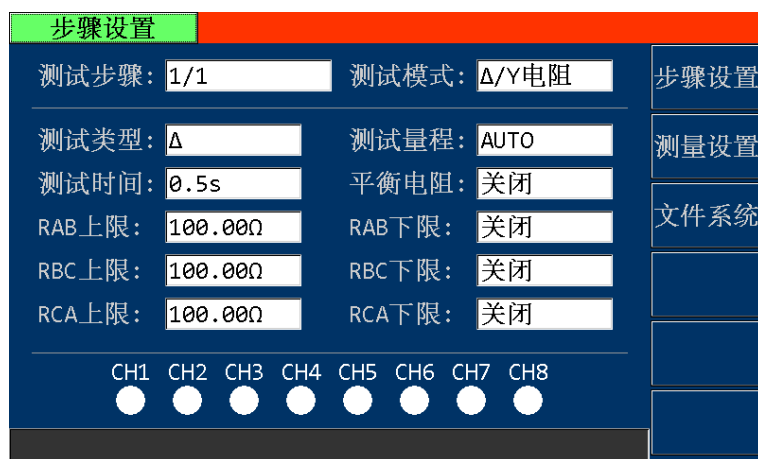 步骤设置
测试步骤: 1/1 测试模式: Δ/Y电阻 步骤设置
测试类型: Δ 测试量程: AUTO 测量设置
测试时间: 0.5s 平衡电阻: 关闭
RAB上限: 100.00Ω RAB下限: 关闭 文件系统
RBC上限: 100.00Ω RBC下限: 关闭
RCA上限: 100.00Ω RCA下限: 关闭
CH1 CH2 CH3 CH4 CH5 CH6 CH7 CH8